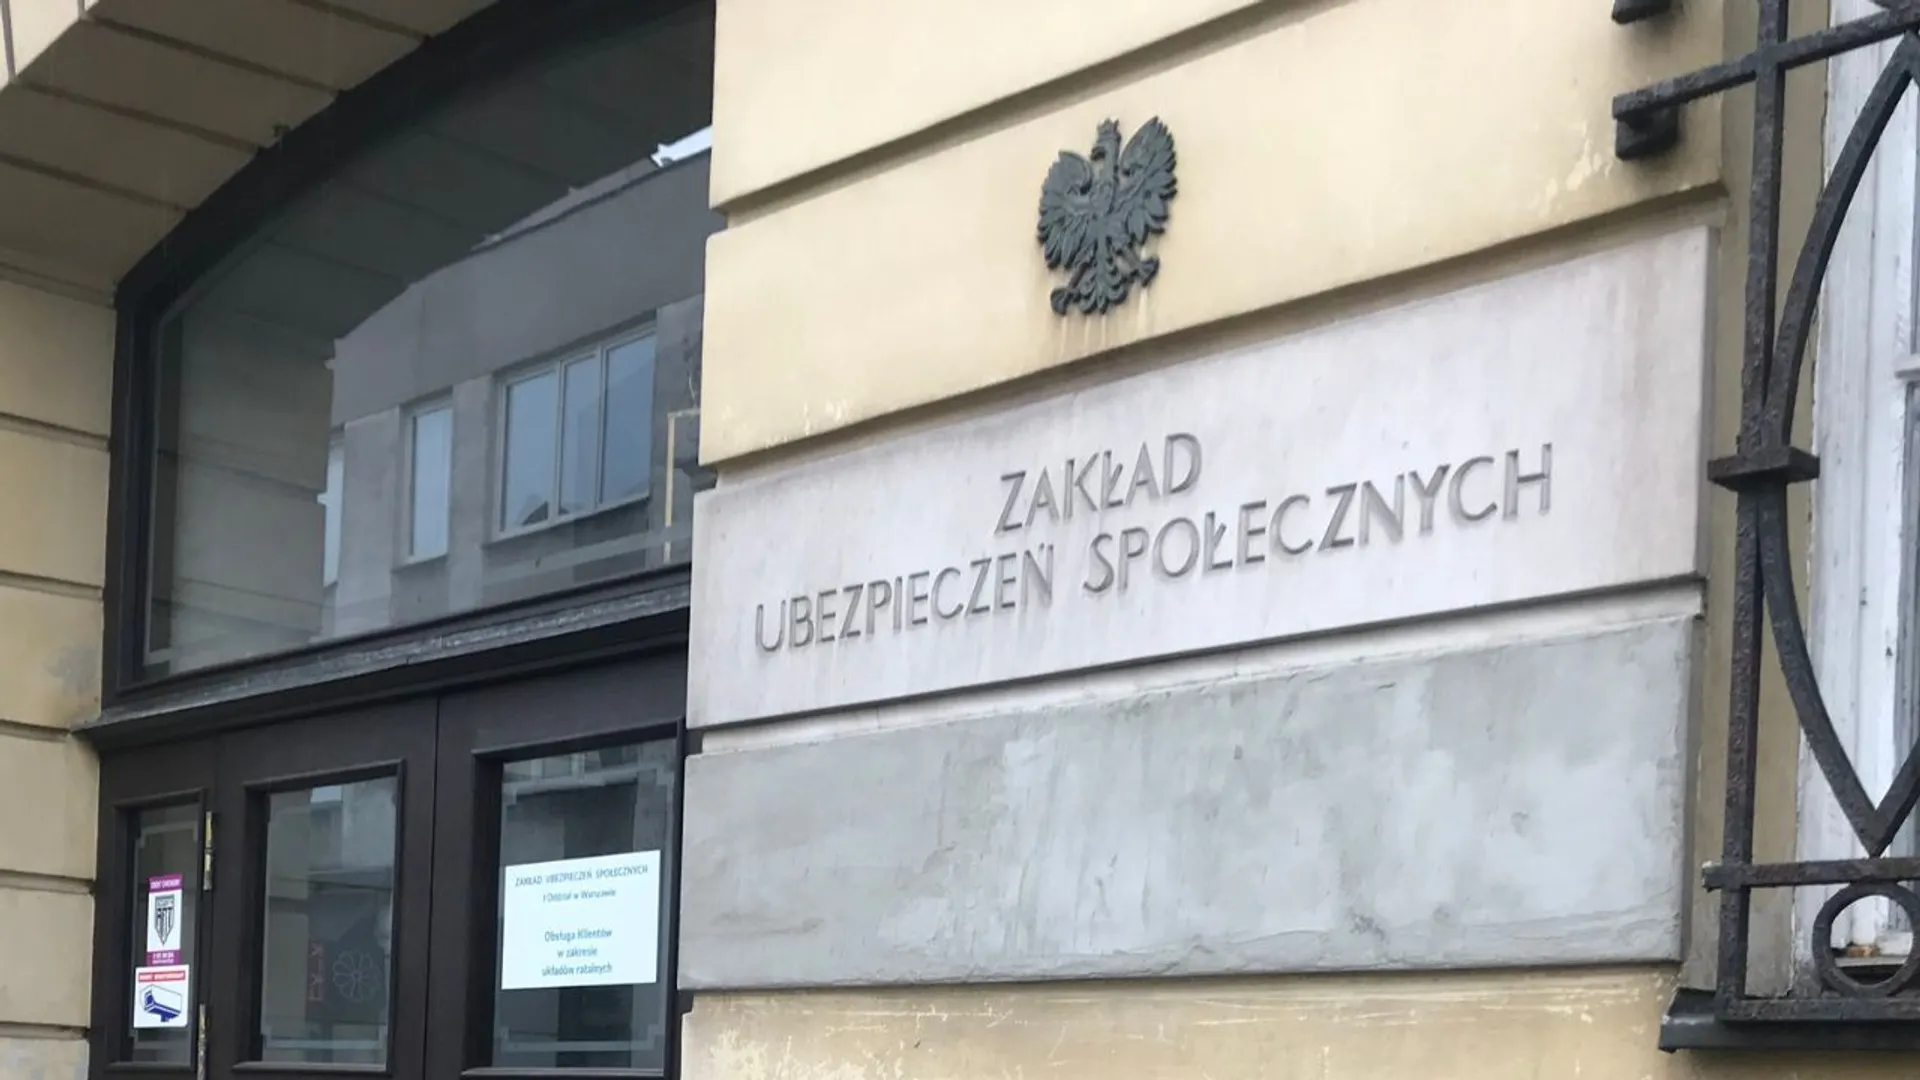 ZAKŁAD
UBEZPIECZEŃ SPOŁECZNYCH
ZAKŁAD UBEZPIECZEŃ SPOŁECZNYCH
I Oddział w Warszawie
Obsługa Klientów
w zakresie
układów ratalnych